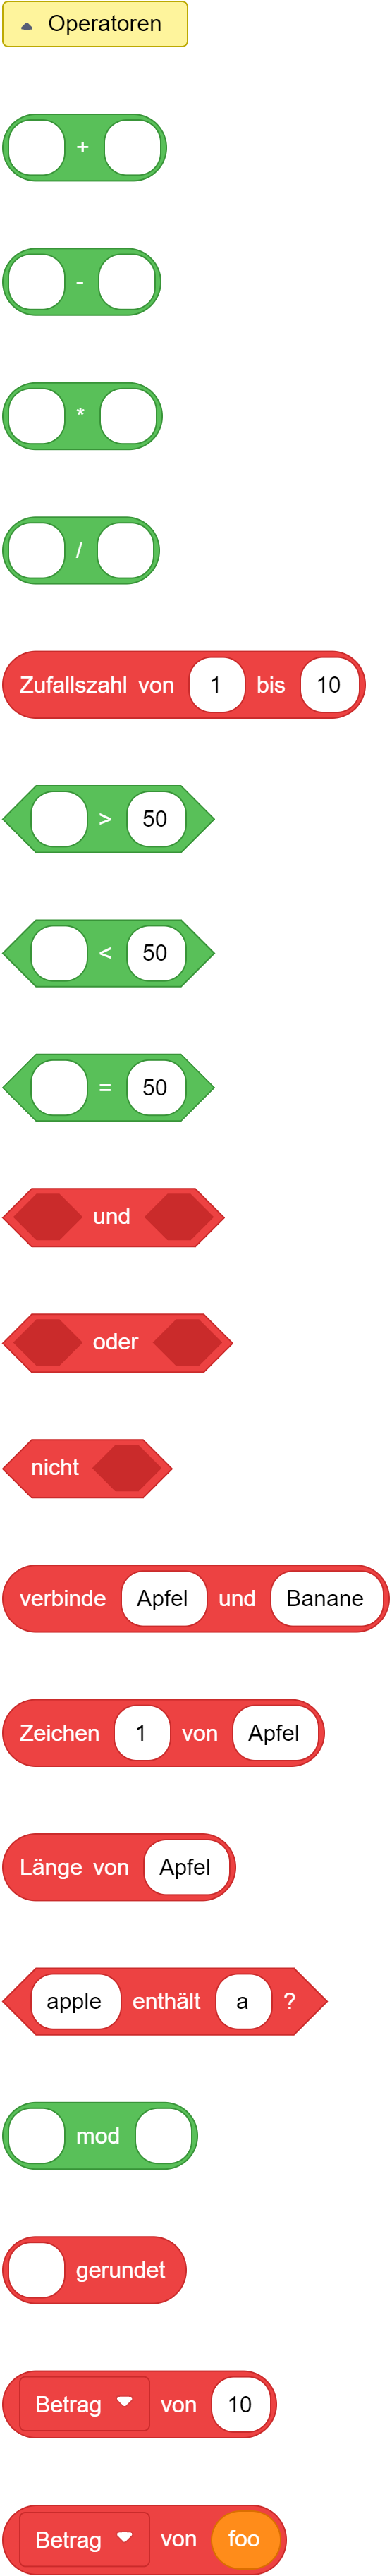 Operatoren
+
-
*
/
Zufallszahl von 1 bis 10
> 50
< 50
= 50
und
oder
nicht
verbinde Apfel und Banane
Zeichen 1 von Apfel
Länge von Apfel
apple enthält a ?
mod
gerundet
Betrag von 10
Betrag von foo